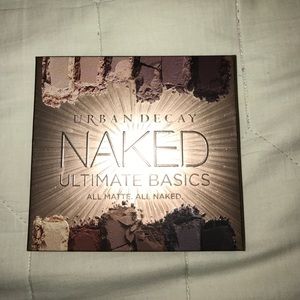 URBAN DECAY
NAKED
ULTIMATE BASICS
ALL MATTE. ALL NAKED.